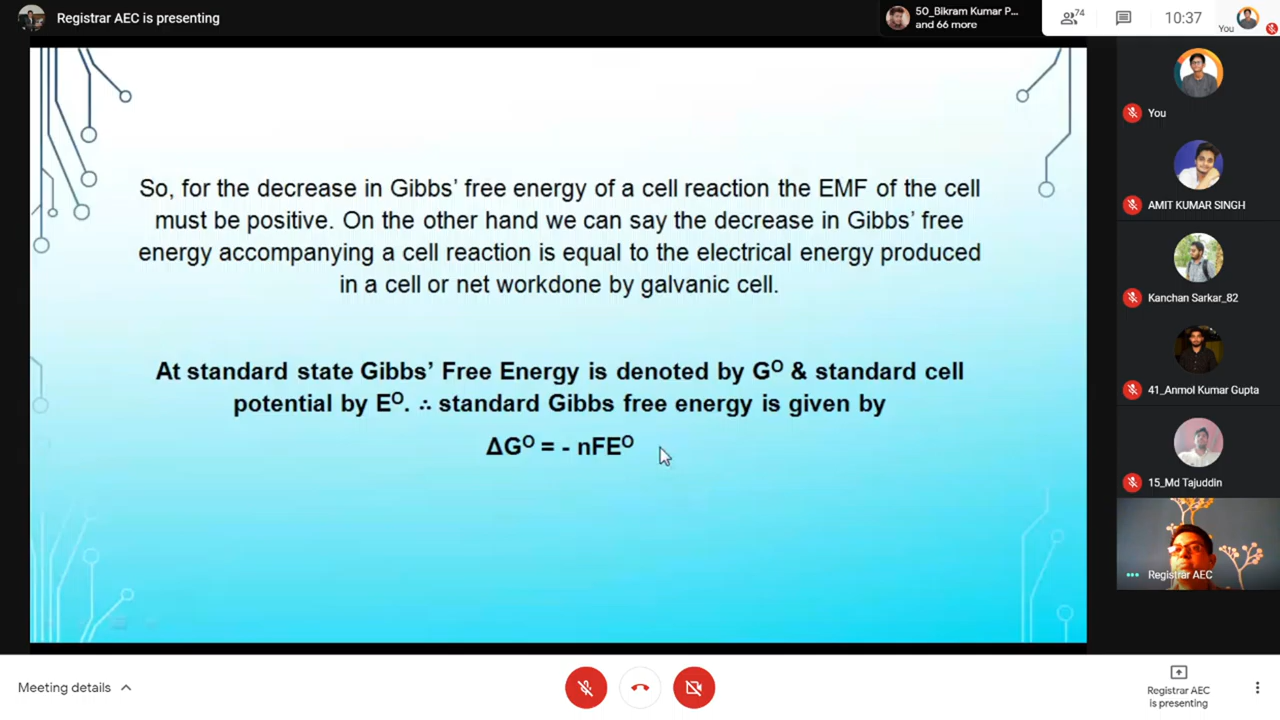 Registrar AEC is presenting
50_Bikram Kumar P...
and 66 more
74
10:37
You
So, for the decrease in Gibbs' free energy of a cell reaction the EMF of the cell
must be positive. On the other hand we can say the decrease in Gibbs' free
energy accompanying a cell reaction is equal to the electrical energy produced
in a cell or net workdone by galvanic cell.
At standard state Gibbs' Free Energy is denoted by Gᴼ & standard cell
potential by Eᴼ. ∴ standard Gibbs free energy is given by
ΔGᴼ = - nFEᴼ
You
AMIT KUMAR SINGH
Kanchan Sarkar_82
41_Anmol Kumar Gupta
15_Md Tajuddin
Registrar AEC
Meeting details
Registrar AEC
is presenting